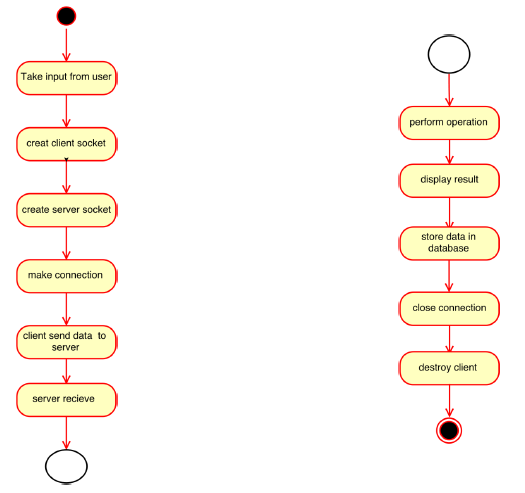 Take input from user
creat client socket
create server socket
make connection
client send data to
server
server recieve
perform operation
display result
store data in
database
close connection
destroy client